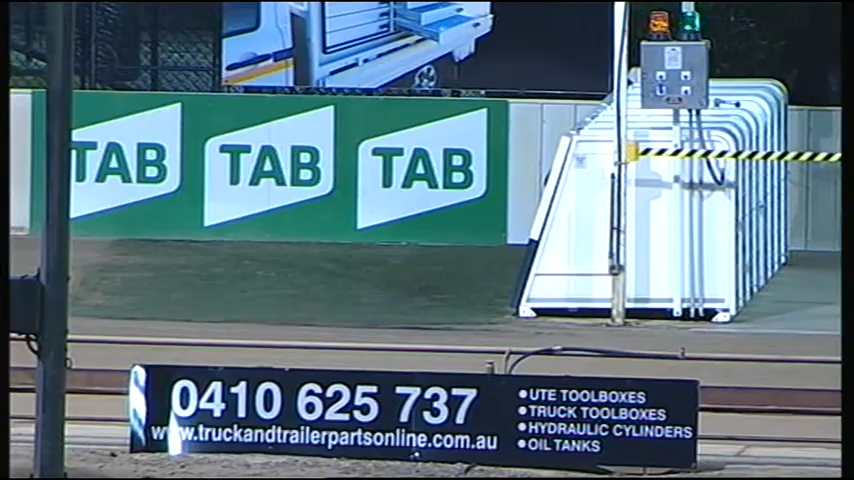 TAB TAB TAB
0410 625 737
www.truckandtrailerpartsonline.com.au
• UTE TOOLBOXES
• TRUCK TOOLBOXES
• HYDRAULIC CYLINDERS
• OIL TANKS